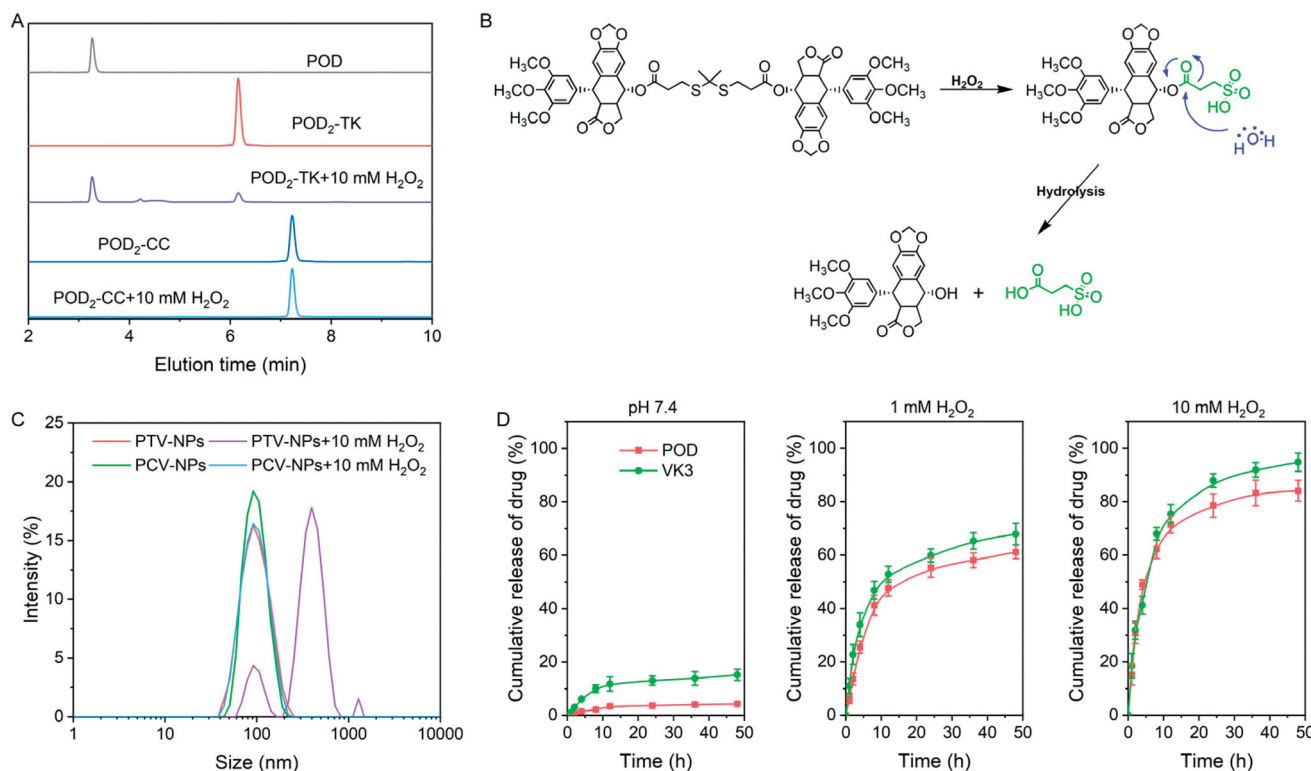 A
POD
POD₂-TK
POD₂-TK+10 mM H₂O₂
POD₂-CC
POD₂-CC+10 mM H₂O₂
2 4 6 8 10
Elution time (min)
B
O O
H₃CO
H₃CO
H₃CO
O
O
O
O
S S
O
O
O
O
O O
OCH₃
OCH₃
OCH₃
H₂O₂
O O
H₃CO
H₃CO
H₃CO
O
O
O
O
S
O
O
HO
H O H
Hydrolysis
O O
H₃CO
H₃CO
H₃CO
OH
O
O
+
O
HO
S
O
O
HO
C
25
20
15
10
5
0
Intensity (%)
PTV-NPs PTV-NPs+10 mM H₂O₂
PCV-NPs PCV-NPs+10 mM H₂O₂
1 10 100 1000 10000
Size (nm)
D
pH 7.4
Cumulative release of drug (%)
100
80
60
40
20
0
POD
VK3
0 10 20 30 40 50
Time (h)
1 mM H₂O₂
Cumulative release of drug (%)
100
80
60
40
20
0
0 10 20 30 40 50
Time (h)
10 mM H₂O₂
Cumulative release of drug (%)
100
80
60
40
20
0
0 10 20 30 40 50
Time (h)